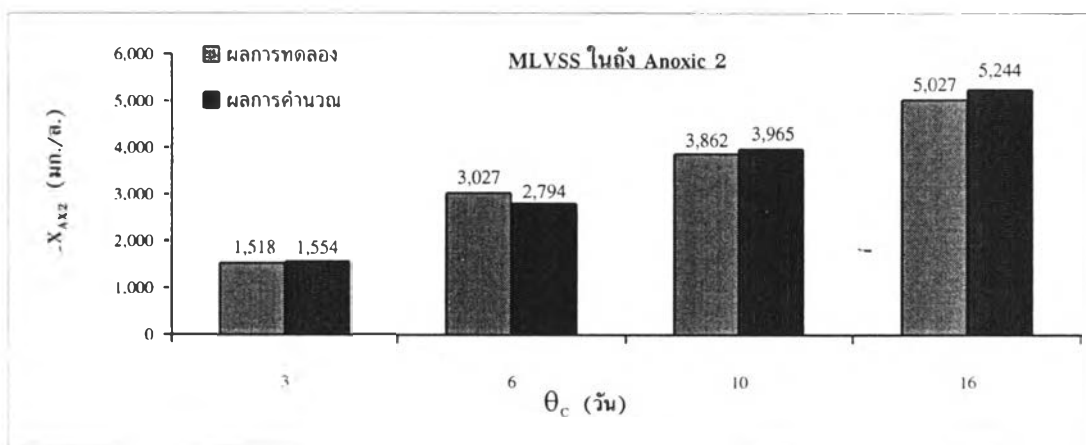 MLVSS ในถัง Anoxic 2
ผลการทดลอง
ผลการคำนวณ
X_AX2 (มก./ล.)
6,000
5,000
4,000
3,000
2,000
1,000
0
1,518 1,554
3,027 2,794
3,862 3,965
5,027 5,244
3 6 10 16
θ_C (วัน)